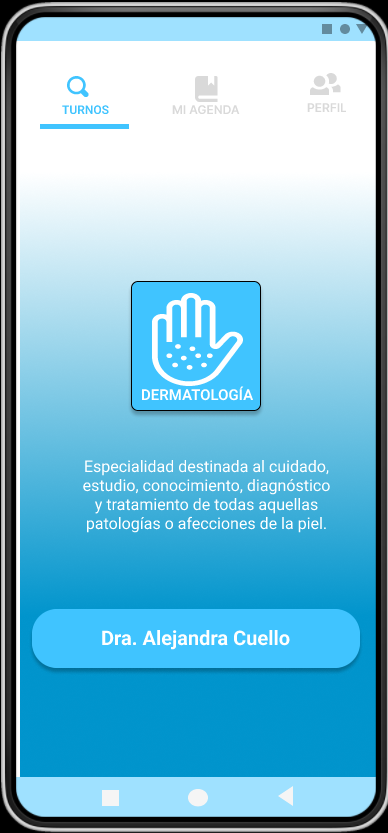 TURNOS
MI AGENDA
PERFIL
DERMATOLOGÍA
Especialidad destinada al cuidado,
estudio, conocimiento, diagnóstico
y tratamiento de todas aquellas
patologías o afecciones de la piel.
Dra. Alejandra Cuello